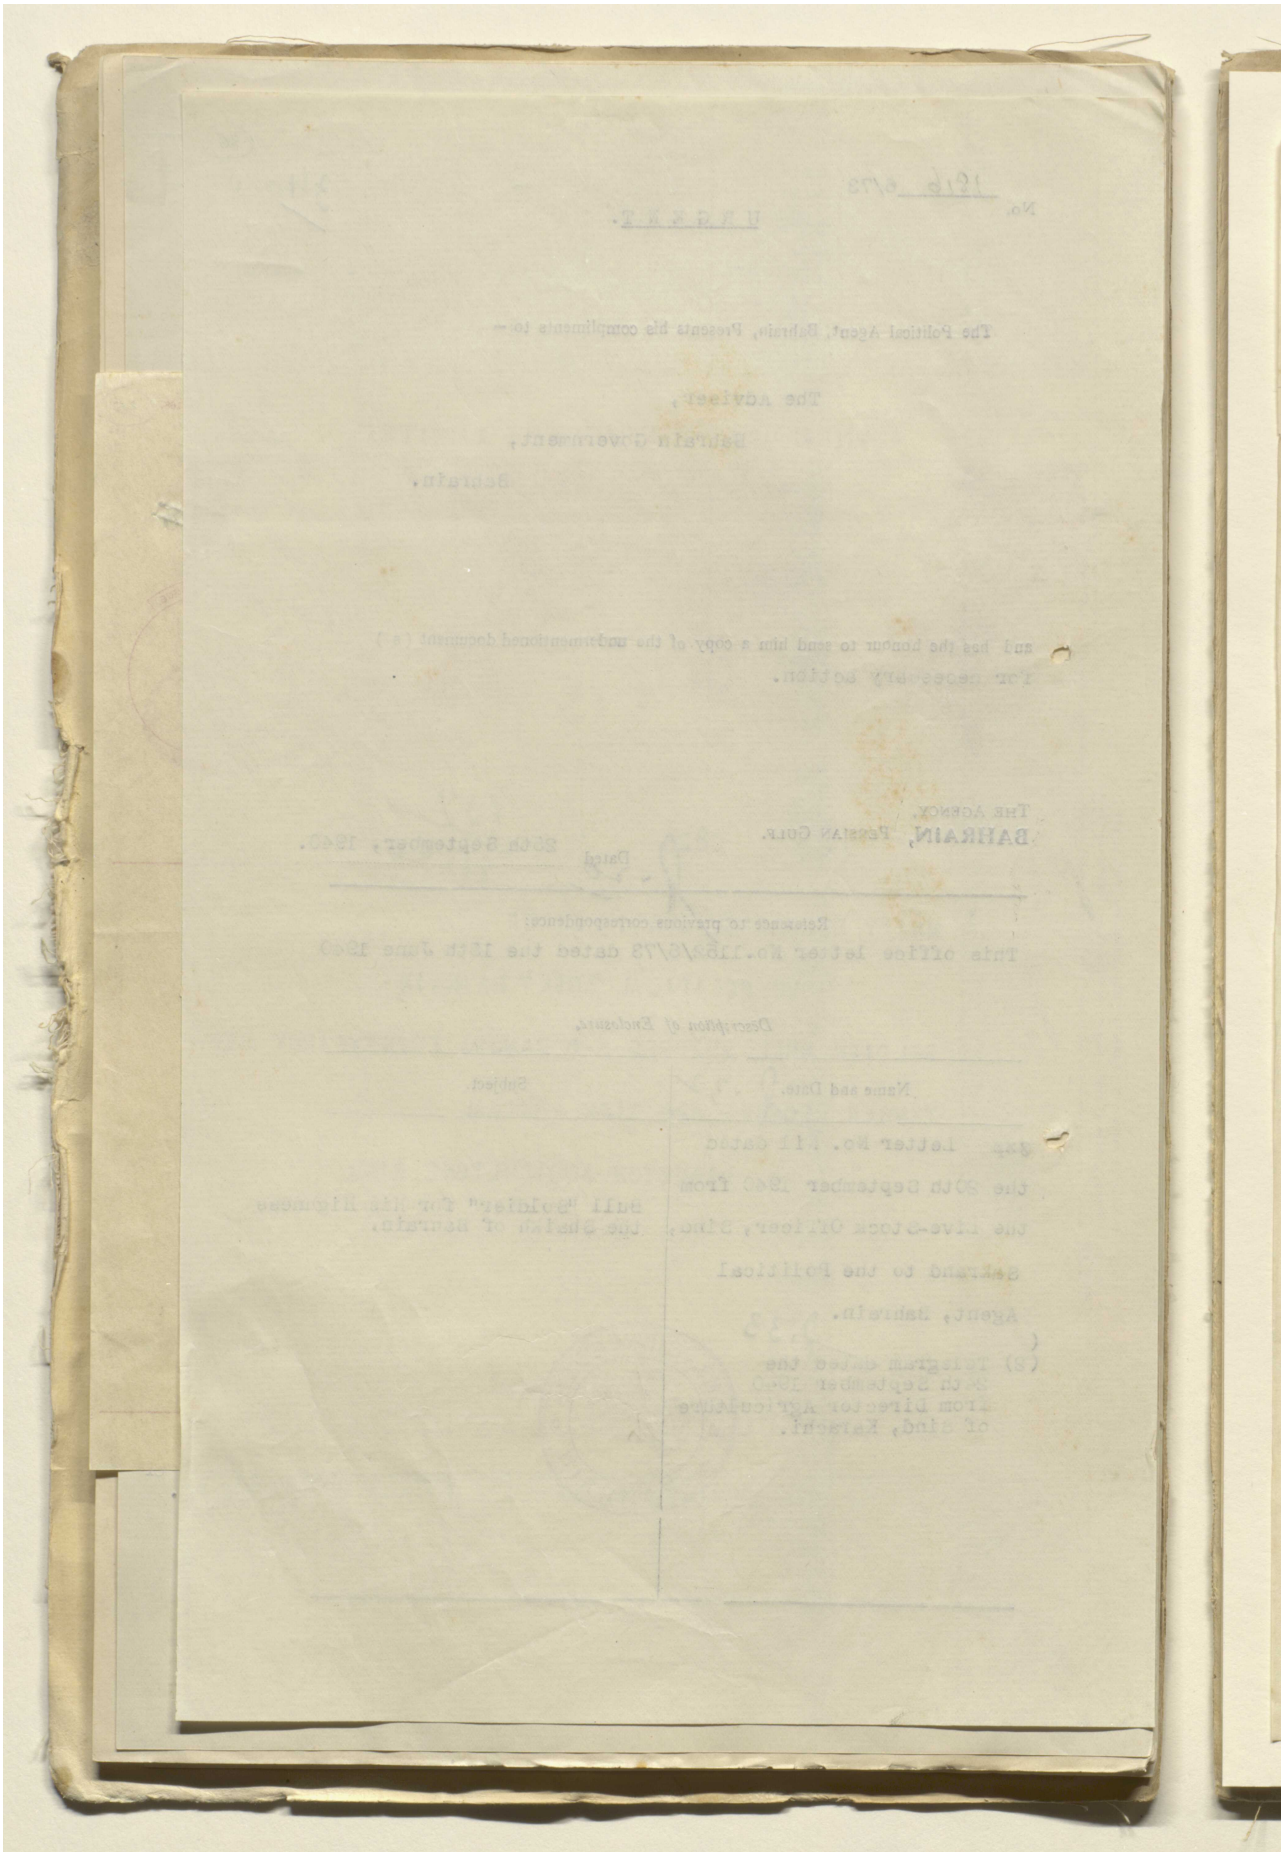 No. 1816 6/73
URGENT.
The Political Agent, Bahrain, Presents his compliments to —
The Adviser,
Bahrain Government,
Bahrain.
and has the honour to send him a copy of the undermentioned document (s)
for necessary action.
THE AGENCY,
BAHRAIN, PERSIAN GULF.
Dated 25th September, 1940.
Reference to previous correspondence:
This office letter No.1152/6/73 dated the 15th June 1940
Description of Enclosure.
Name and Date. Subject.
Letter No. Nil dated
the 20th September 1940 from
the Live-Stock Officer, Sind,
Sakrand to the Political
Agent, Bahrain.
Bull "Soldier" for His Highness
the Shaikh of Bahrain.
(2) Telegram dated the
24th September 1940
from Director Agriculture
of Sind, Karachi.